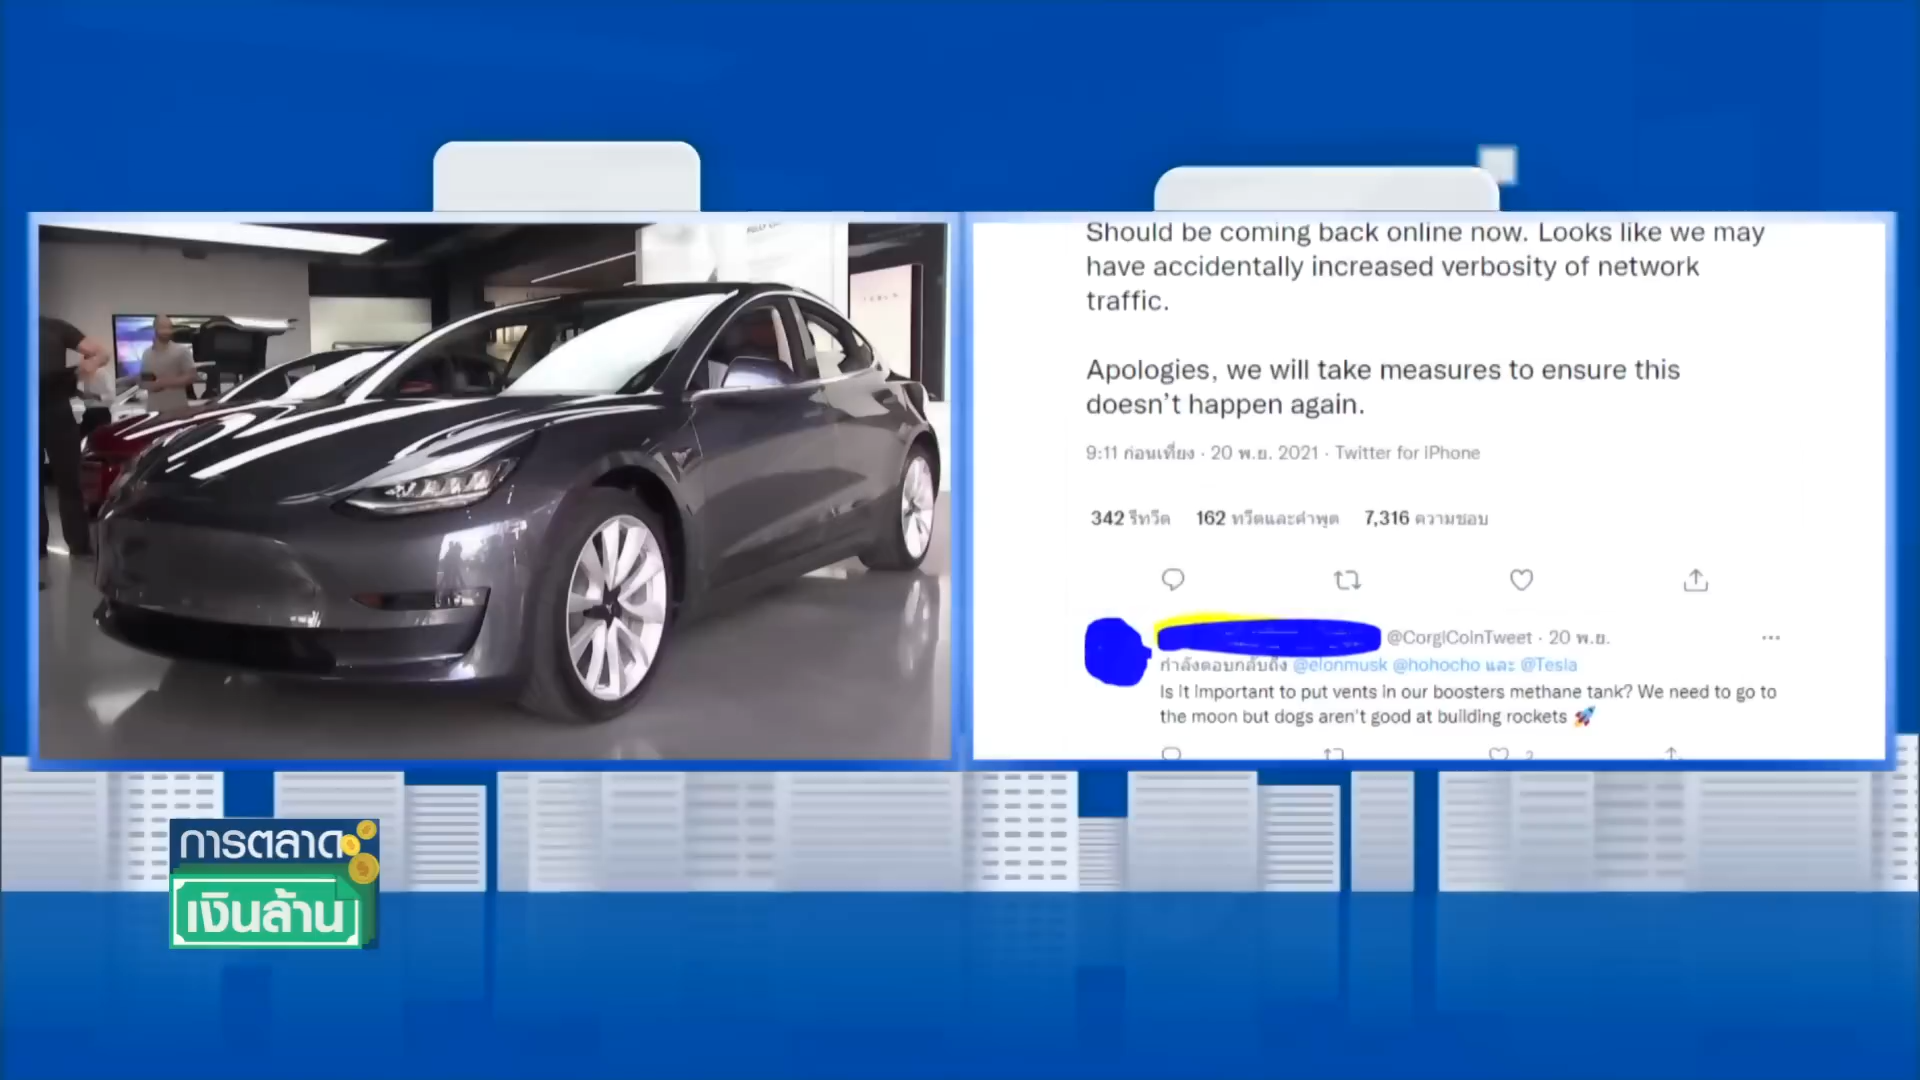 TESLA
Should be coming back online now. Looks like we may
have accidentally increased verbosity of network
traffic.
Apologies, we will take measures to ensure this
doesn’t happen again.
9:11 ก่อนเที่ยง · 20 พ.ย. 2021 · Twitter for iPhone
342 รีทวีต 162 ทวีตและคำพูด 7,316 ความชอบ
@CorgiCoinTweet · 20 พ.ย.
กำลังตอบกลับถึง @elonmusk @hohocho และ @Tesla
Is it important to put vents in our boosters methane tank? We need to go to
the moon but dogs aren't good at building rockets 🚀
2
การตลาด
เงินล้าน